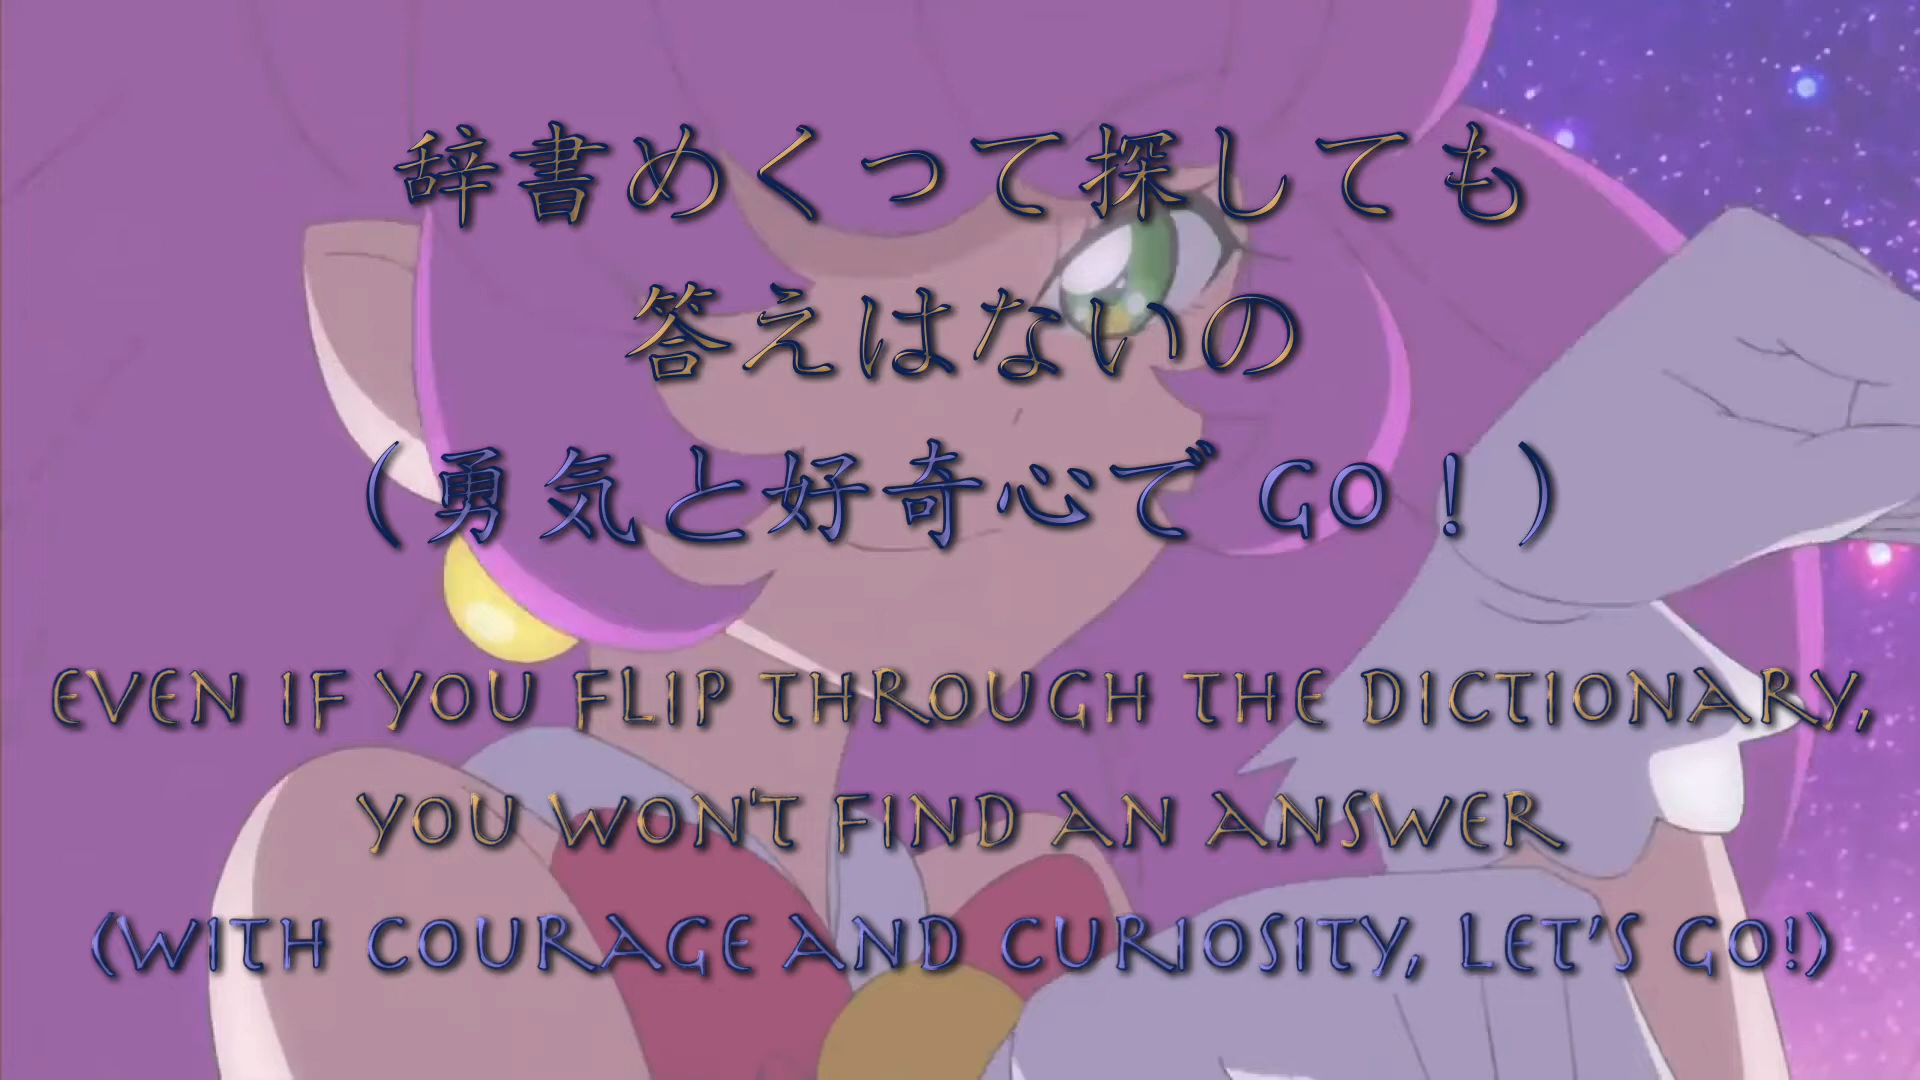 辞書めくって探しても
答えはないの
（勇気と好奇心で GO！）
EVEN IF YOU FLIP THROUGH THE DICTIONARY,
YOU WON'T FIND AN ANSWER
(WITH COURAGE AND CURIOSITY, LET'S GO!)